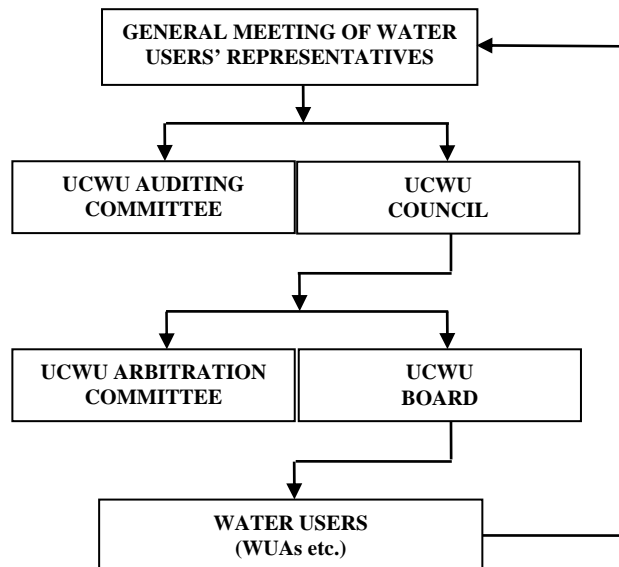 GENERAL MEETING OF WATER
USERS’ REPRESENTATIVES
UCWU AUDITING
COMMITTEE
UCWU
COUNCIL
UCWU ARBITRATION
COMMITTEE
UCWU
BOARD
WATER USERS
(WUAs etc.)